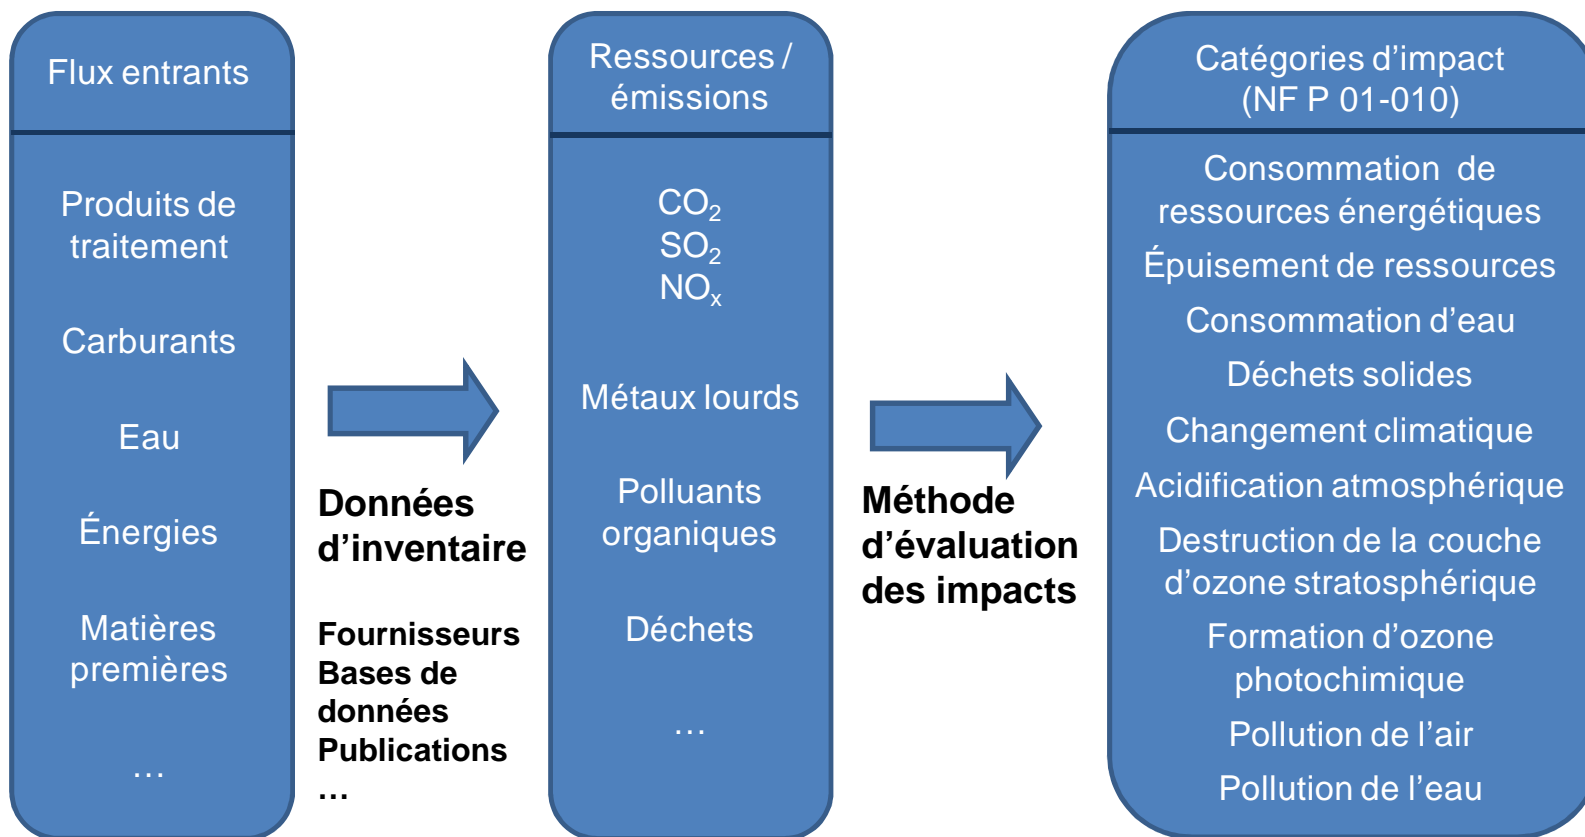 Flux entrants
Produits de
traitement
Carburants
Eau
Énergies
Matières
premières
…
Données
d’inventaire
Fournisseurs
Bases de
données
Publications
…
Ressources /
émissions
CO₂
SO₂
NOₓ
Métaux lourds
Polluants
organiques
Déchets
…
Méthode
d’évaluation
des impacts
Catégories d’impact
(NF P 01-010)
Consommation de
ressources énergétiques
Épuisement de ressources
Consommation d’eau
Déchets solides
Changement climatique
Acidification atmosphérique
Destruction de la couche
d’ozone stratosphérique
Formation d’ozone
photochimique
Pollution de l’air
Pollution de l’eau